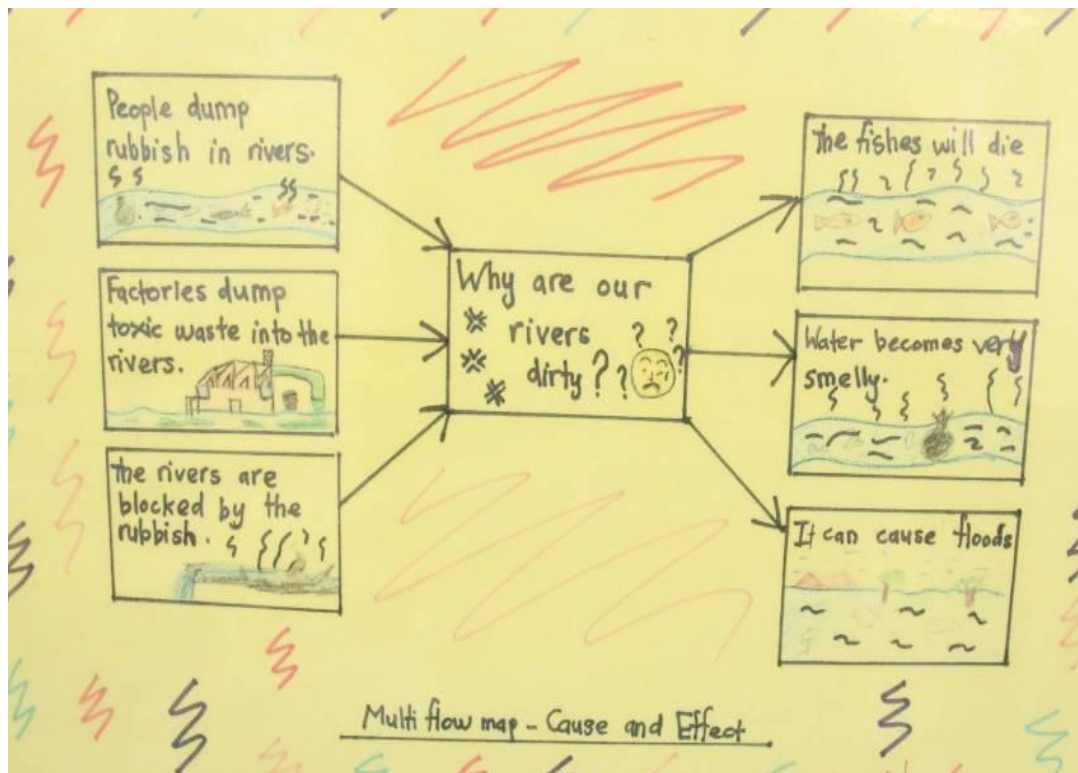 People dump
rubbish in rivers.
Factories dump
toxic waste into the
rivers.
the rivers are
blocked by the
rubbish.
Why are our
rivers
dirty?
? ? ? ?
the fishes will die
Water becomes very
smelly.
It can cause floods
Multi flow map - Cause and Effect